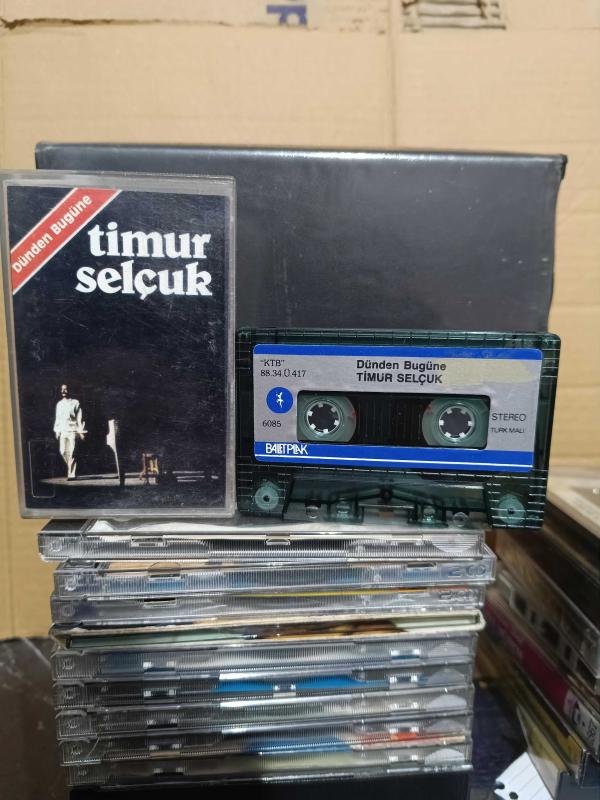 Dünden Bugüne
timur
selçuk
"KTB"
88.34.Ü.417
Dünden Bugüne
TİMUR SELÇUK
STEREO
TÜRK MALI
6085
BALET PLAK